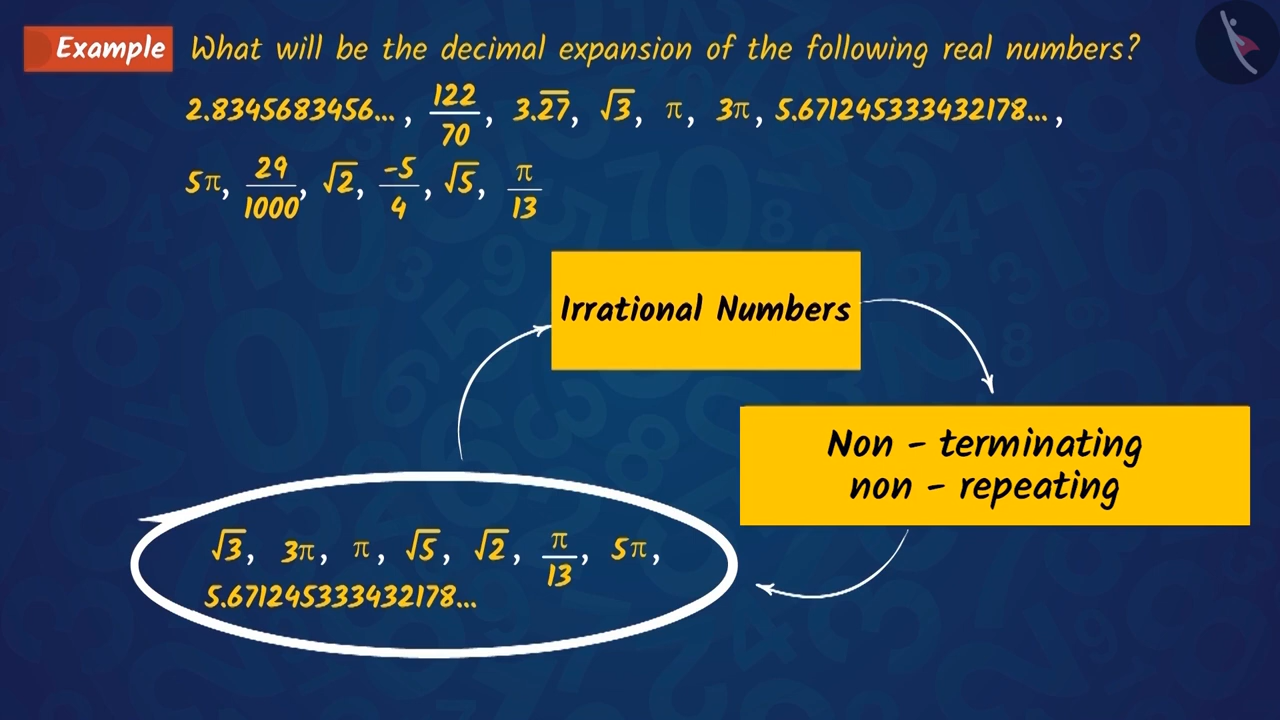 Example What will be the decimal expansion of the following real numbers?
2.8345683456..., 122/70, 3.2̅7̅, √3, π, 3π, 5.671245333432178...,
5π, 29/1000, √2, -5/4, √5, π/13
Irrational Numbers
Non - terminating
non - repeating
√3, 3π, π, √5, √2, π/13, 5π,
5.671245333432178...